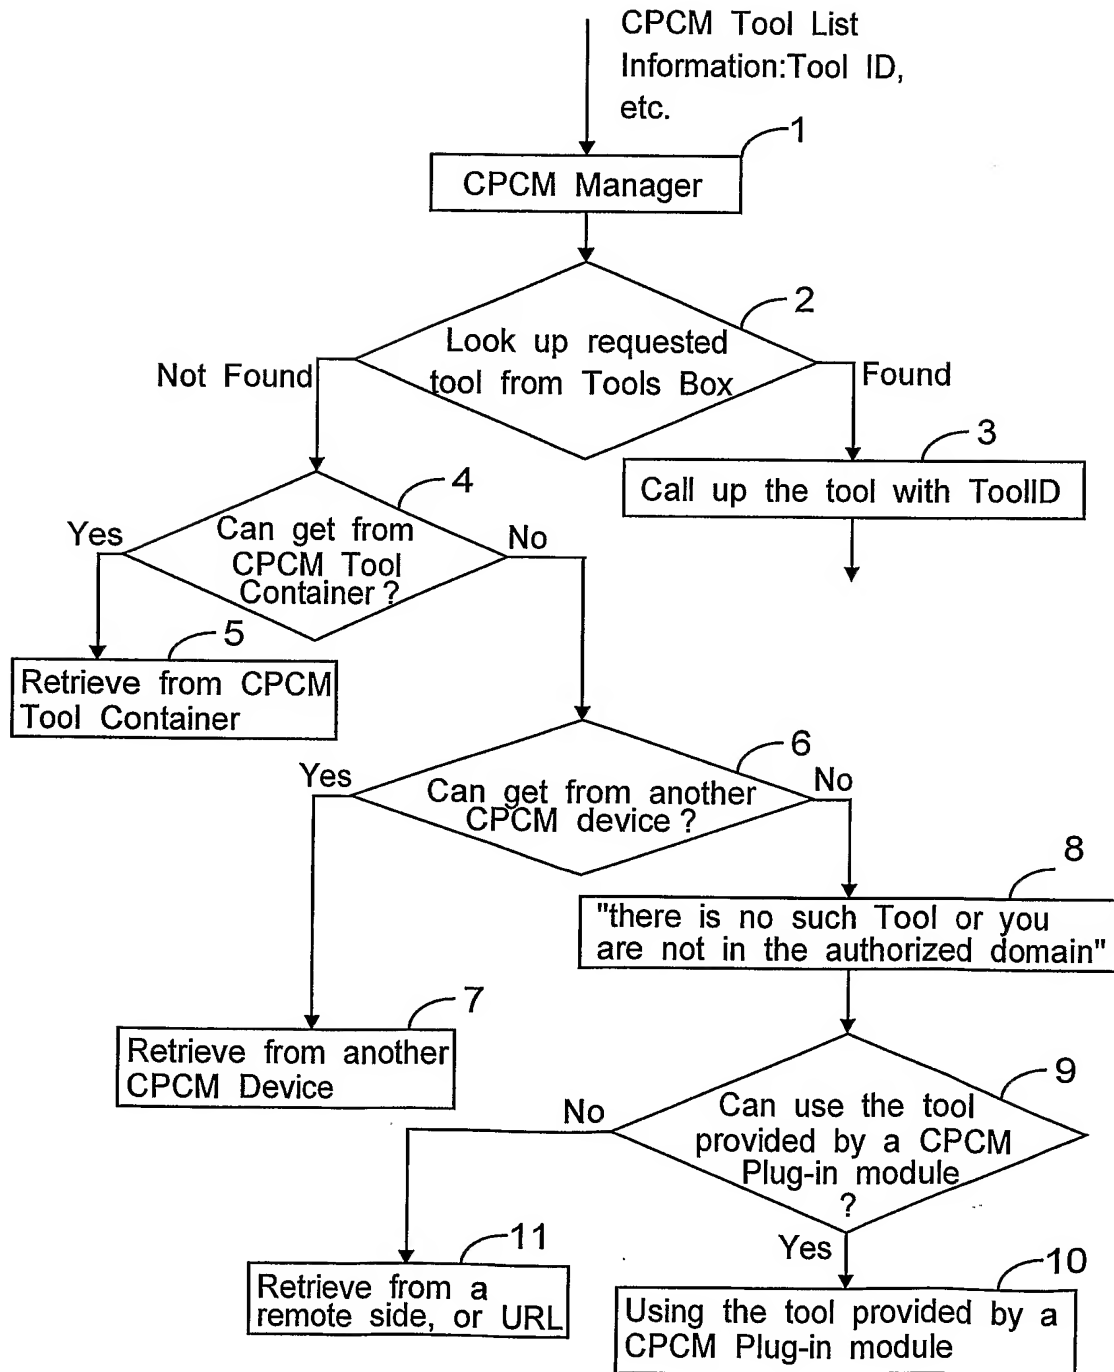 CPCM Tool List
Information:Tool ID,
etc.
1
CPCM Manager
2
Look up requested
tool from Tools Box
Not Found
Found
3
Call up the tool with ToolID
4
Can get from
CPCM Tool
Container ?
Yes
No
5
Retrieve from CPCM
Tool Container
6
Can get from another
CPCM device ?
Yes
No
8
"there is no such Tool or you
are not in the authorized domain"
7
Retrieve from another
CPCM Device
9
Can use the tool
provided by a CPCM
Plug-in module
?
No
Yes
11
Retrieve from a
remote side, or URL
10
Using the tool provided by a
CPCM Plug-in module